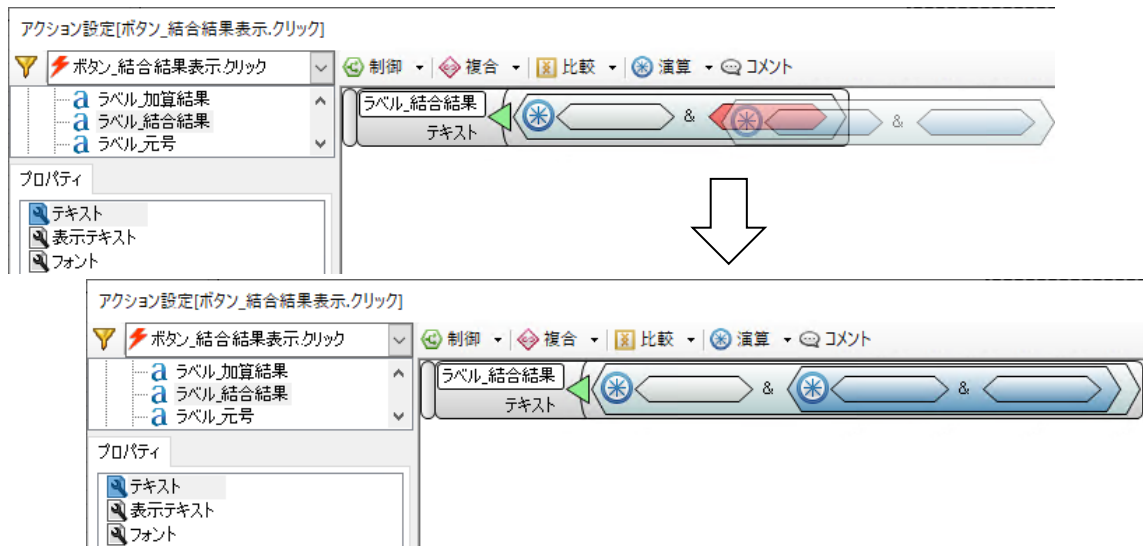 アクション設定[ボタン_結合結果表示.クリック]
ボタン_結合結果表示.クリック 制御 複合 比較 演算 コメント
ラベル_加算結果
ラベル_結合結果
ラベル_元号
ラベル_結合結果
テキスト
& &
プロパティ
テキスト
表示テキスト
フォント
アクション設定[ボタン_結合結果表示.クリック]
ボタン_結合結果表示.クリック 制御 複合 比較 演算 コメント
ラベル_加算結果
ラベル_結合結果
ラベル_元号
ラベル_結合結果
テキスト
& &
プロパティ
テキスト
表示テキスト
フォント